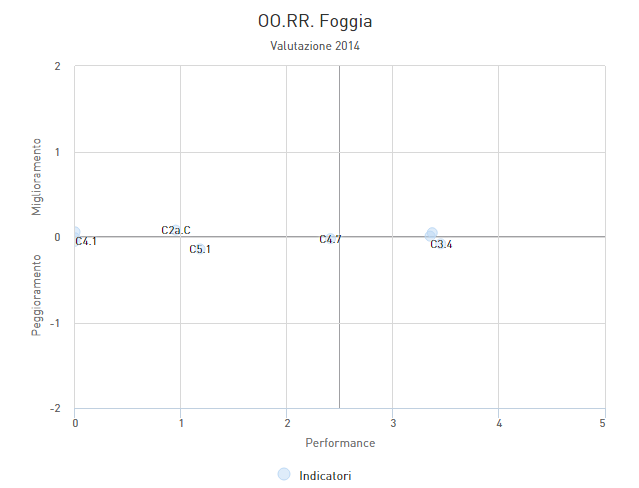 OO.RR. Foggia
Valutazione 2014
2
1
0
-1
-2
Miglioramento
Peggioramento
C4.1
C2a.C
C5.1
C4.7
C3.4
0
1
2
3
4
5
Performance
Indicatori